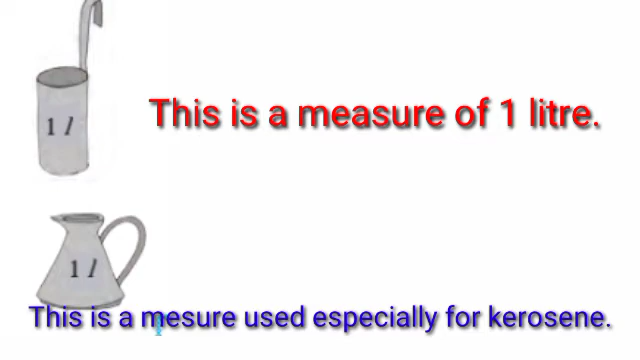 1 l
This is a measure of 1 litre.
1 l
This is a mesure used especially for kerosene.